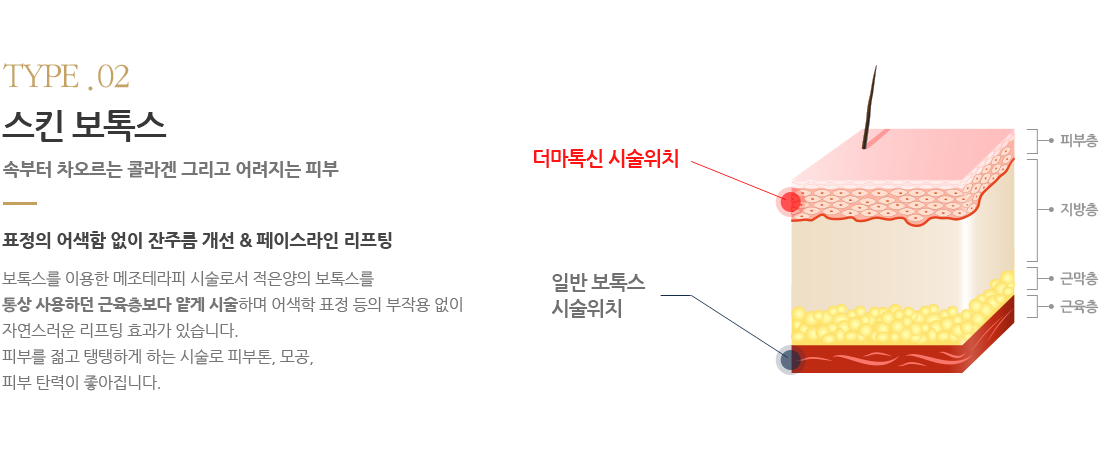 TYPE .02
스킨 보톡스
속부터 차오르는 콜라겐 그리고 어려지는 피부
표정의 어색함 없이 잔주름 개선 & 페이스라인 리프팅
보톡스를 이용한 메조테라피 시술로서 적은양의 보톡스를
통상 사용하던 근육층보다 얕게 시술하며 어색학 표정 등의 부작용 없이
자연스러운 리프팅 효과가 있습니다.
피부를 젊고 탱탱하게 하는 시술로 피부톤, 모공,
피부 탄력이 좋아집니다.
더마톡신 시술위치
일반 보톡스
시술위치
피부층
지방층
근막층
근육층